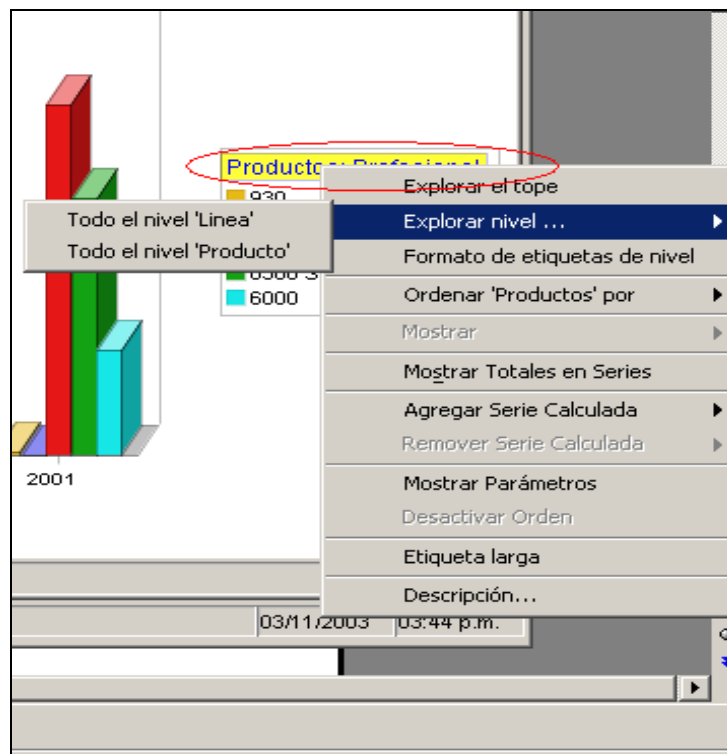 Productos: Profesional
930
Explorar el tope
Todo el nivel 'Linea'
Explorar nivel ...
Todo el nivel 'Producto'
Formato de etiquetas de nivel
6000
Ordenar 'Productos' por
Mostrar
Mostrar Totales en Series
Agregar Serie Calculada
Remover Serie Calculada
2001
Mostrar Parámetros
Desactivar Orden
Etiqueta larga
Descripción...
03/11/2003
03:44 p.m.